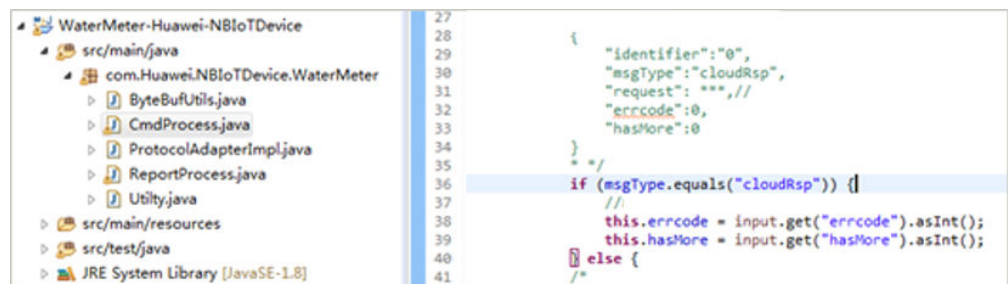 WaterMeter-Huawei-NBIoTDevice
src/main/java
com.Huawei.NBIoTDevice.WaterMeter
ByteBufUtils.java
CmdProcess.java
ProtocolAdapterImpl.java
ReportProcess.java
Utilty.java
src/main/resources
src/test/java
JRE System Library [JavaSE-1.8]
27
28 {
29 "identifier":"0",
30 "msgType":"cloudRsp",
31 "request": ***,//
32 "errcode":0,
33 "hasMore":0
34 }
35 * */
36 if (msgType.equals("cloudRsp")) {
37 //
38 this.errcode = input.get("errcode").asInt();
39 this.hasMore = input.get("hasMore").asInt();
40 } else {
41 /*